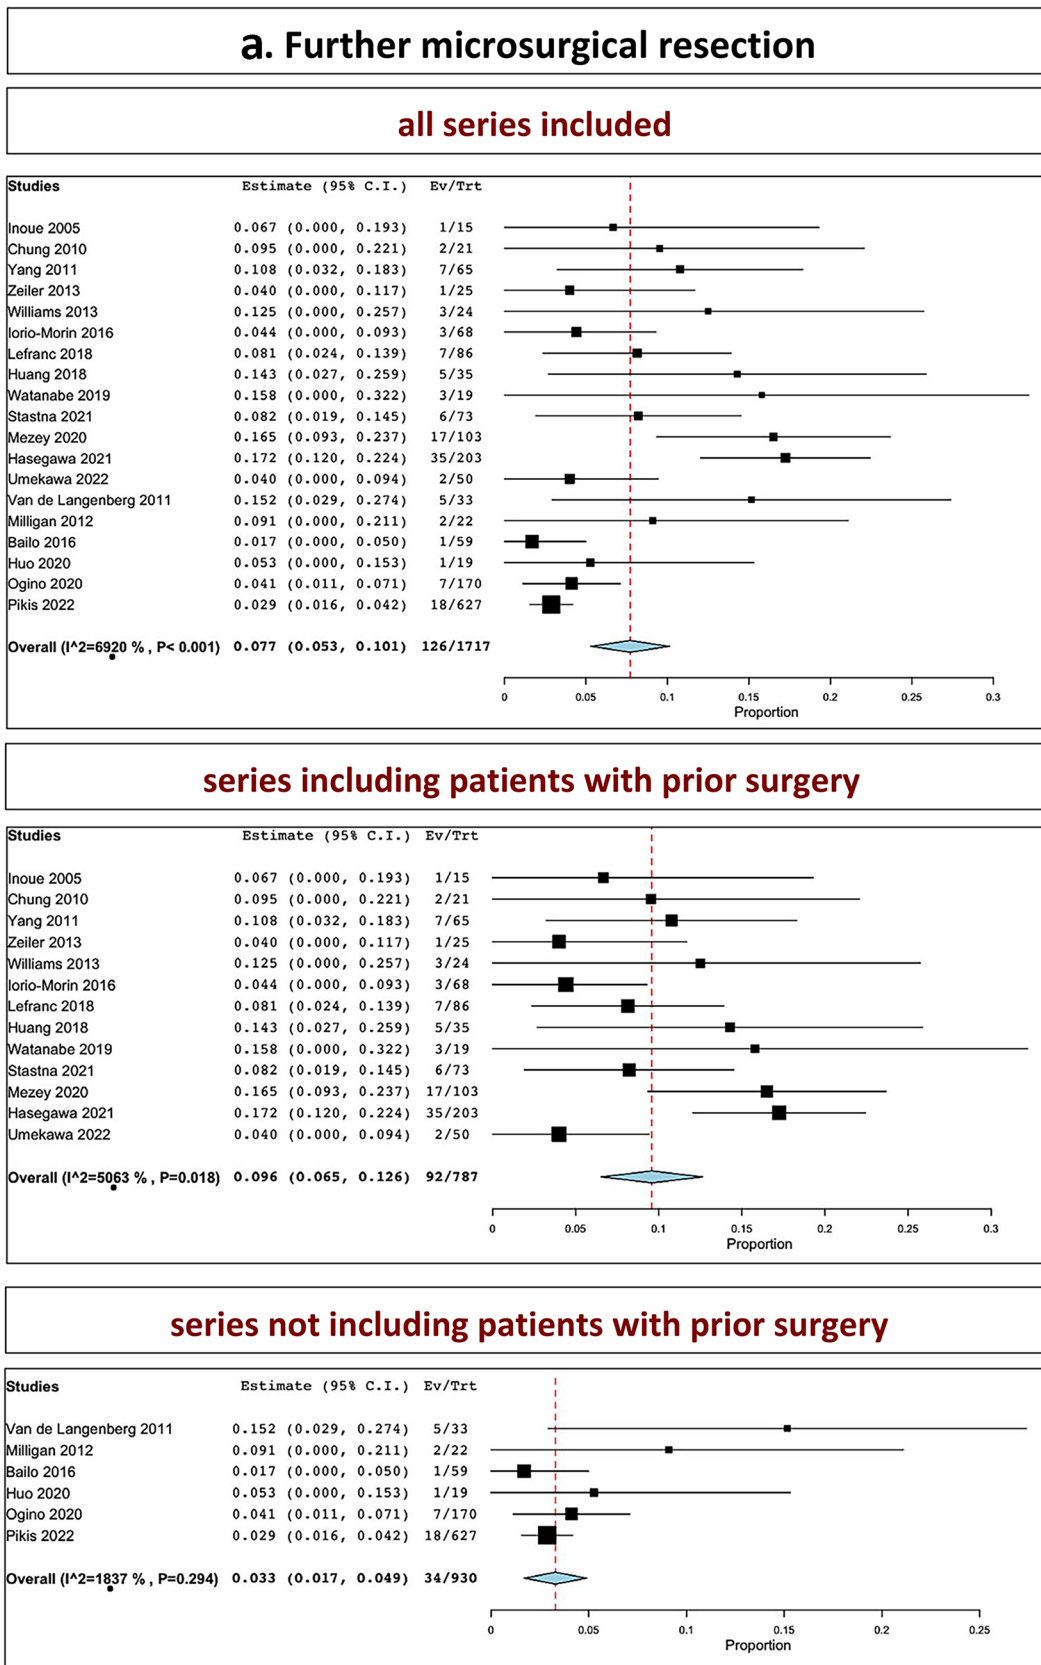 a. Further microsurgical resection
all series included
Studies Estimate (95% C.I.) Ev/Trt
Inoue 2005 0.067 (0.000, 0.193) 1/15
Chung 2010 0.095 (0.000, 0.221) 2/21
Yang 2011 0.108 (0.032, 0.183) 7/65
Zeiler 2013 0.040 (0.000, 0.117) 1/25
Williams 2013 0.125 (0.000, 0.257) 3/24
Iorio-Morin 2016 0.044 (0.000, 0.093) 3/68
Lefranc 2018 0.081 (0.024, 0.139) 7/86
Huang 2018 0.143 (0.027, 0.259) 5/35
Watanabe 2019 0.158 (0.000, 0.322) 3/19
Stastna 2021 0.082 (0.019, 0.145) 6/73
Mezey 2020 0.165 (0.093, 0.237) 17/103
Hasegawa 2021 0.172 (0.120, 0.224) 35/203
Umekawa 2022 0.040 (0.000, 0.094) 2/50
Van de Langenberg 2011 0.152 (0.029, 0.274) 5/33
Milligan 2012 0.091 (0.000, 0.211) 2/22
Bailo 2016 0.017 (0.000, 0.050) 1/59
Huo 2020 0.053 (0.000, 0.153) 1/19
Ogino 2020 0.041 (0.011, 0.071) 7/170
Pikis 2022 0.029 (0.016, 0.042) 18/627
Overall (I^2=6920 % , P< 0.001) 0.077 (0.053, 0.101) 126/1717
0 0.05 0.1 0.15 0.2 0.25 0.3
Proportion
series including patients with prior surgery
Studies Estimate (95% C.I.) Ev/Trt
Inoue 2005 0.067 (0.000, 0.193) 1/15
Chung 2010 0.095 (0.000, 0.221) 2/21
Yang 2011 0.108 (0.032, 0.183) 7/65
Zeiler 2013 0.040 (0.000, 0.117) 1/25
Williams 2013 0.125 (0.000, 0.257) 3/24
Iorio-Morin 2016 0.044 (0.000, 0.093) 3/68
Lefranc 2018 0.081 (0.024, 0.139) 7/86
Huang 2018 0.143 (0.027, 0.259) 5/35
Watanabe 2019 0.158 (0.000, 0.322) 3/19
Stastna 2021 0.082 (0.019, 0.145) 6/73
Mezey 2020 0.165 (0.093, 0.237) 17/103
Hasegawa 2021 0.172 (0.120, 0.224) 35/203
Umekawa 2022 0.040 (0.000, 0.094) 2/50
Overall (I^2=5063 % , P=0.018) 0.096 (0.065, 0.126) 92/787
0 0.05 0.1 0.15 0.2 0.25 0.3
Proportion
series not including patients with prior surgery
Studies Estimate (95% C.I.) Ev/Trt
Van de Langenberg 2011 0.152 (0.029, 0.274) 5/33
Milligan 2012 0.091 (0.000, 0.211) 2/22
Bailo 2016 0.017 (0.000, 0.050) 1/59
Huo 2020 0.053 (0.000, 0.153) 1/19
Ogino 2020 0.041 (0.011, 0.071) 7/170
Pikis 2022 0.029 (0.016, 0.042) 18/627
Overall (I^2=1837 % , P=0.294) 0.033 (0.017, 0.049) 34/930
0 0.05 0.1 0.15 0.2 0.25
Proportion